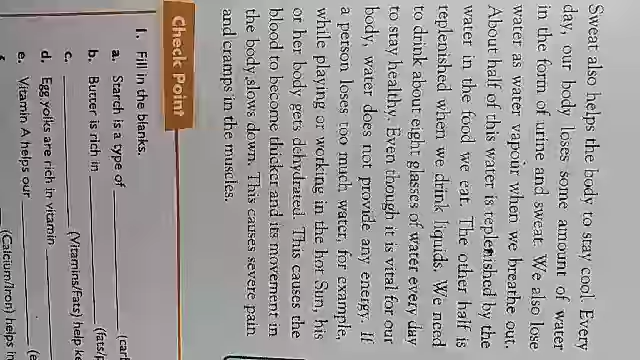 Sweat also helps the body to stay cool. Every
day, our body loses some amount of water
in the form of urine and sweat. We also lose
water as water vapour when we breathe out.
About half of this water is replenished by the
water in the food we eat. The other half is
replenished when we drink liquids. We need
to drink about eight glasses of water every day
to stay healthy. Even though it is vital for our
body, water does not provide any energy. If
a person loses too much water, for example,
while playing or working in the hot Sun, his
or her body gets dehydrated. This causes the
blood to become thicker and its movement in
the body slows down. This causes severe pain
and cramps in the muscles.
Check Point
1. Fill in the blanks.
a. Starch is a type of
b. Butter is rich in
c. (Vitamins/Fats) help
d. Egg yolks are rich in vitamin
e. Vitamin A helps our
(Calcium/Iron) helps